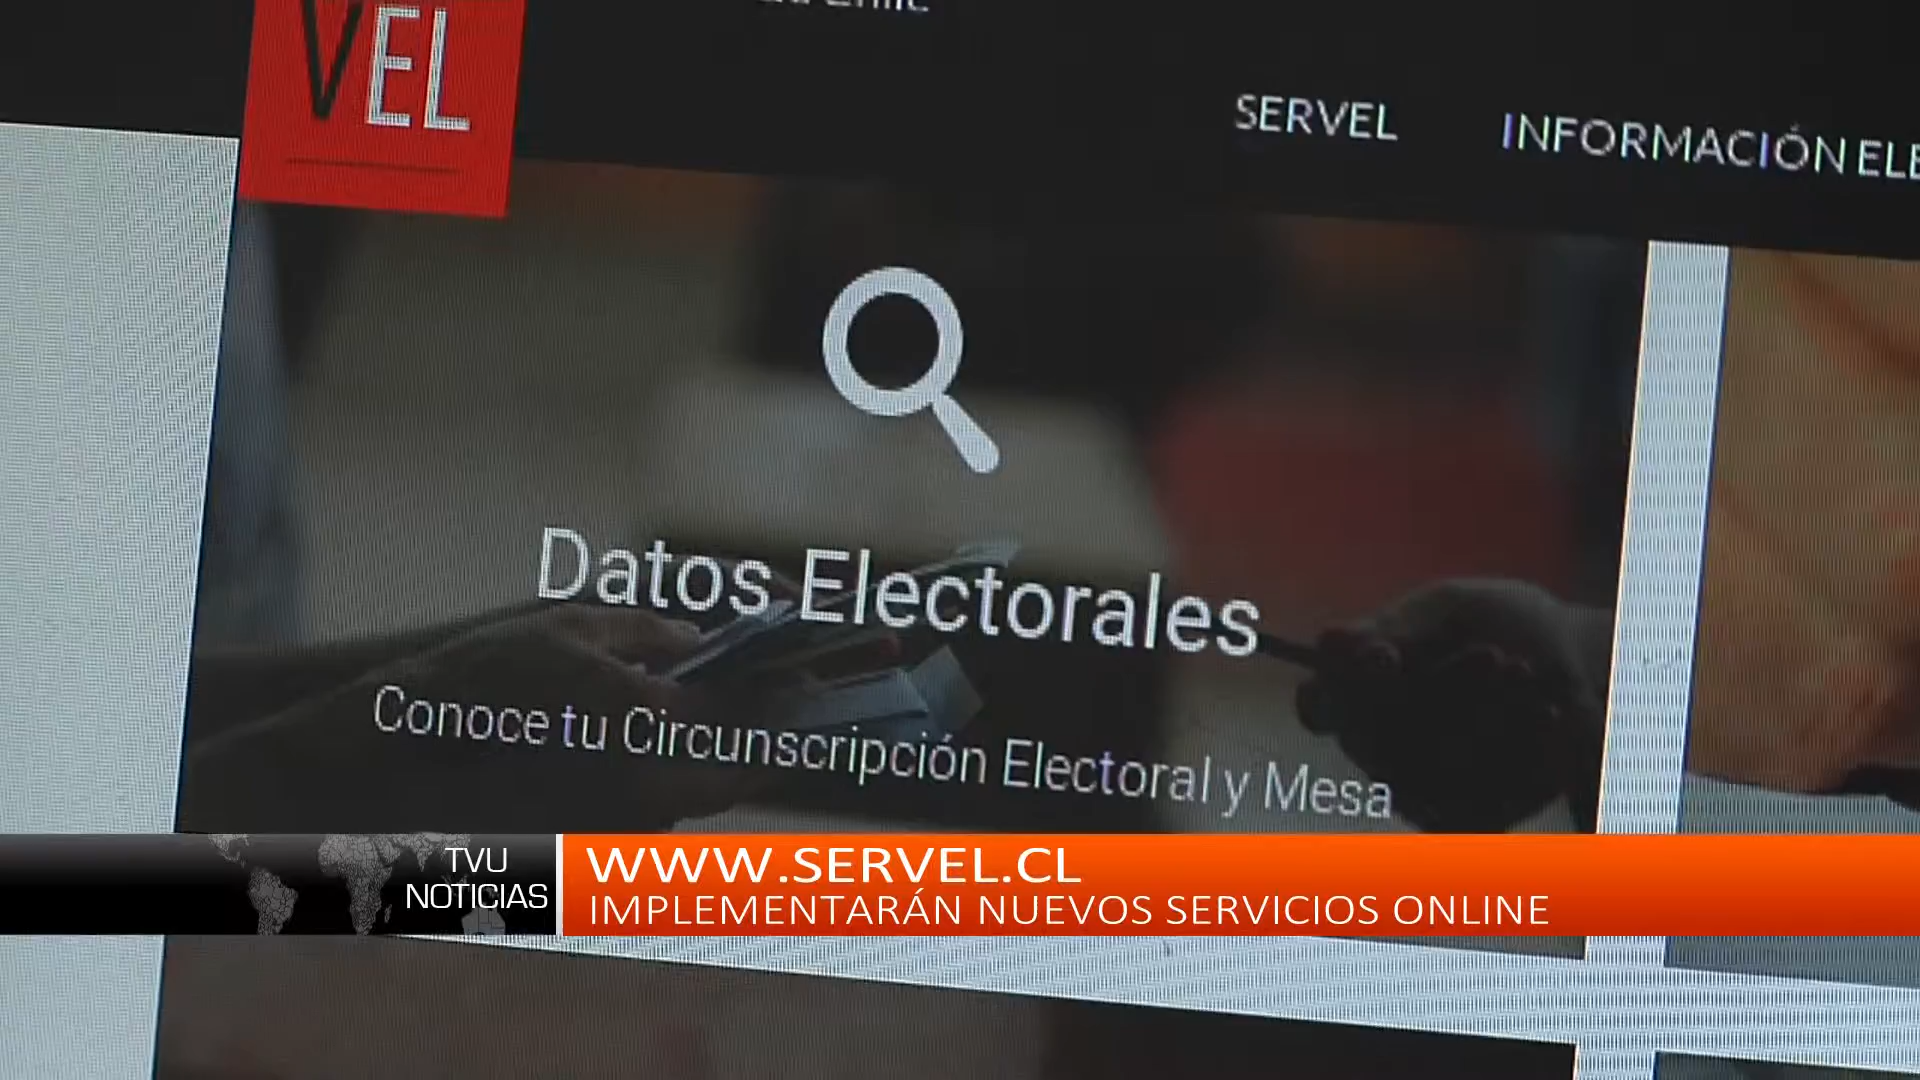 VEL
SERVEL
INFORMACIÓN
Datos Electorales
Conoce tu Circunscripción Electoral y Mesa
TVU
NOTICIAS
WWW.SERVEL.CL
IMPLEMENTARÁN NUEVOS SERVICIOS ONLINE